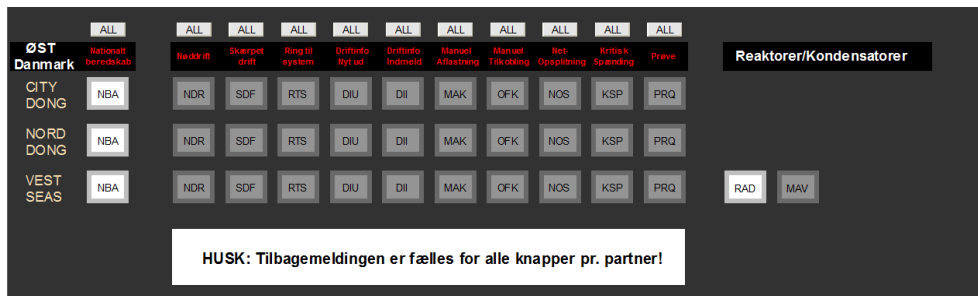 ALL ALL ALL ALL ALL ALL ALL ALL ALL ALL ALL
ØST Danmark
Nationalt beredskab
Nøddrift
Skærpet drift
Ring til system
Driftinfo Nyt ud
Driftinfo Indmeld
Manuel Aflastning
Manuel Tilkobling
Net- Opsplitning
Kritisk Spænding
Prøve
Reaktorer/Kondensatorer
CITY DONG
NBA NDR SDF RTS DIU DII MAK OFK NOS KSP PRQ
NORD DONG
NBA NDR SDF RTS DIU DII MAK OFK NOS KSP PRQ
VEST SEAS
NBA NDR SDF RTS DIU DII MAK OFK NOS KSP PRQ RAD MAV
HUSK: Tilbagemeldingen er fælles for alle knapper pr. partner!